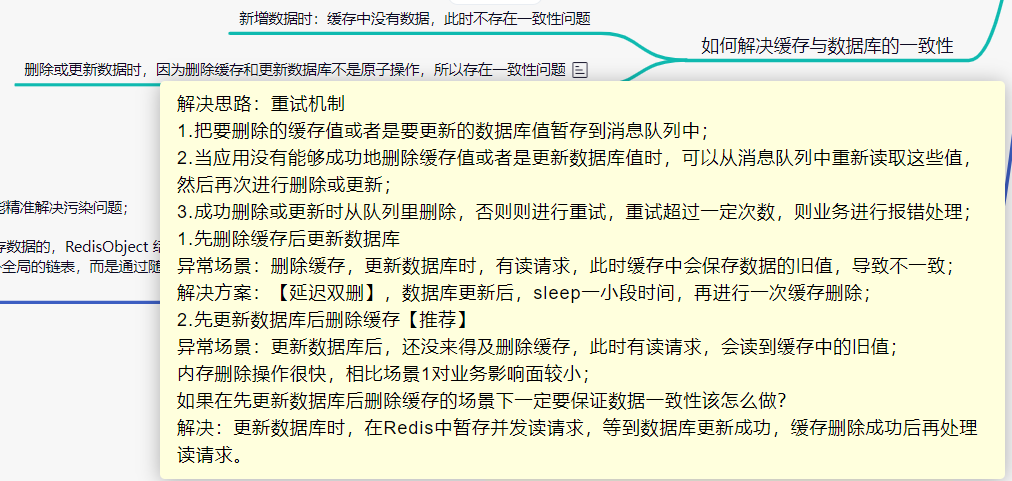 新增数据时：缓存中没有数据，此时不存在一致性问题
如何解决缓存与数据库的一致性
删除或更新数据时，因为删除缓存和更新数据库不是原子操作，所以存在一致性问题
解决思路：重试机制
1.把要删除的缓存值或者是要更新的数据库值暂存到消息队列中；
2.当应用没有能够成功地删除缓存值或者是更新数据库值时，可以从消息队列中重新读取这些值，
然后再次进行删除或更新；
3.成功删除或更新时从队列里删除，否则则进行重试，重试超过一定次数，则业务进行报错处理；
1.先删除缓存后更新数据库
异常场景：删除缓存，更新数据库时，有读请求，此时缓存中会保存数据的旧值，导致不一致；
解决方案：【延迟双删】，数据库更新后，sleep一小段时间，再进行一次缓存删除；
2.先更新数据库后删除缓存【推荐】
异常场景：更新数据库后，还没来得及删除缓存，此时有读请求，会读到缓存中的旧值；
内存删除操作很快，相比场景1对业务影响面较小；
如果在先更新数据库后删除缓存的场景下一定要保证数据一致性该怎么做？
解决：更新数据库时，在Redis中暂存并发读请求，等到数据库更新成功，缓存删除成功后再处理
读请求。
能精准解决污染问题；
存数据的，RedisObject 结
全局的链表，而是通过随